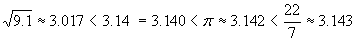 √9.1 ≈ 3.017 < 3.14 = 3.140 < π ≈ 3.142 < 22/7 ≈ 3.143